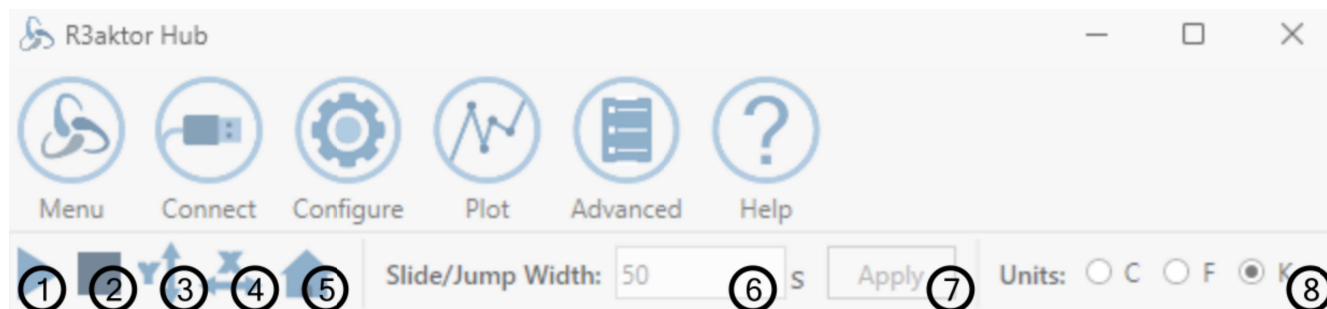 R3aktor Hub
Menu Connect Configure Plot Advanced Help
1 2 Y 3 X 4 5 Slide/Jump Width: 50 6 s Apply 7 Units: C F K 8